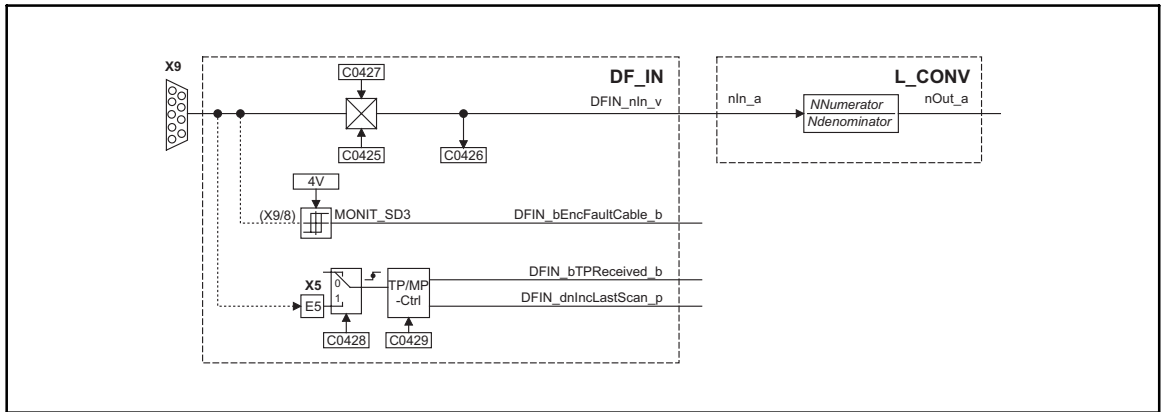 X9
DF_IN
L_CONV
C0427
DFIN_nIn_v
nIn_a
NNumerator
Ndenominator
nOut_a
C0425
C0426
4V
(X9/8)
MONIT_SD3
DFIN_bEncFaultCable_b
X5
0
1
E5
TP/MP
-Ctrl
DFIN_bTPReceived_b
DFIN_dnIncLastScan_p
C0428
C0429